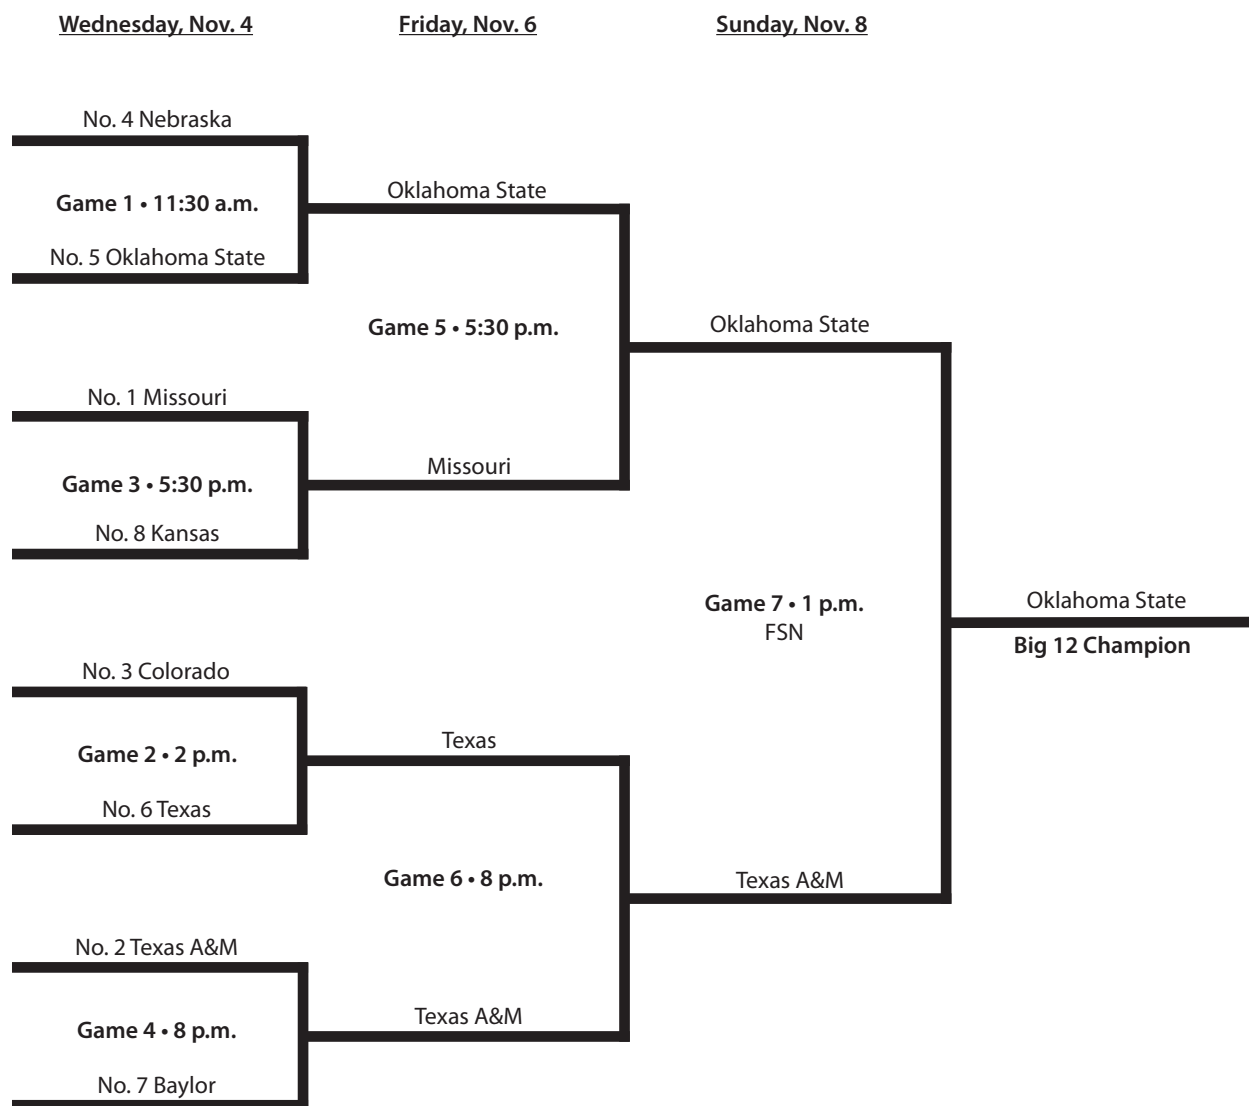 Wednesday, Nov. 4
Friday, Nov. 6
Sunday, Nov. 8
No. 4 Nebraska
Game 1 • 11:30 a.m.
No. 5 Oklahoma State
Oklahoma State
Game 5 • 5:30 p.m.
No. 1 Missouri
Game 3 • 5:30 p.m.
No. 8 Kansas
Missouri
Oklahoma State
Game 7 • 1 p.m.
FSN
Oklahoma State
Big 12 Champion
No. 3 Colorado
Game 2 • 2 p.m.
No. 6 Texas
Texas
Game 6 • 8 p.m.
Texas A&M
No. 2 Texas A&M
Game 4 • 8 p.m.
No. 7 Baylor
Texas A&M